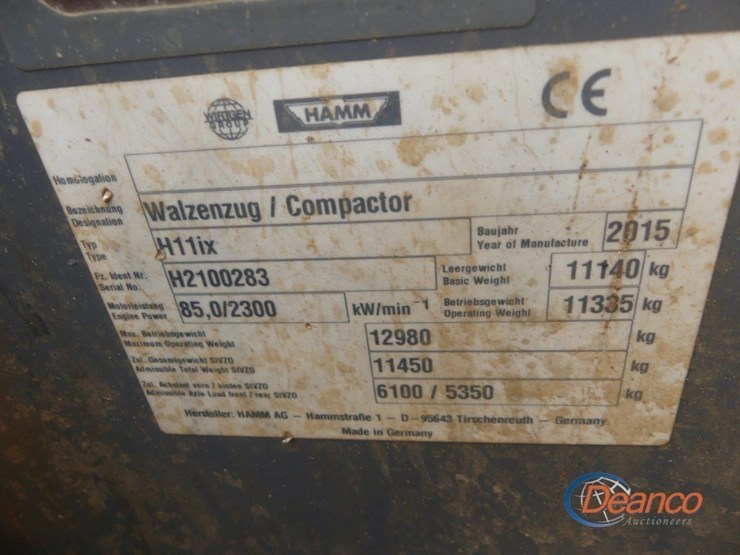 WIRTGEN GROUP
HAMM
CE
Homologation
Bezeichnung
Designation
Walzenzug / Compactor
Typ
Type
H11ix
Baujahr
Year of Manufacture
2015
Fz. Ident Nr.
Serial No.
H2100283
Leergewicht
Basic Weight
11140 kg
Motorleistung
Engine Power
85,0/2300 kW/min⁻¹
Betriebsgewicht
Operating Weight
11335 kg
Max. Betriebsgewicht
Maximum Operating Weight
12980 kg
Zul. Gesamtgewicht StVZO
Admissible Total Weight StVZO
11450 kg
Zul. Achslast vorn / hinten StVZO
Admissible Axle Load front / rear StVZO
6100 / 5350 kg
Hersteller: HAMM AG – Hammstraße 1 – D–95643 Tirschenreuth – Germany
Made in Germany
Deanco
Auctioneers